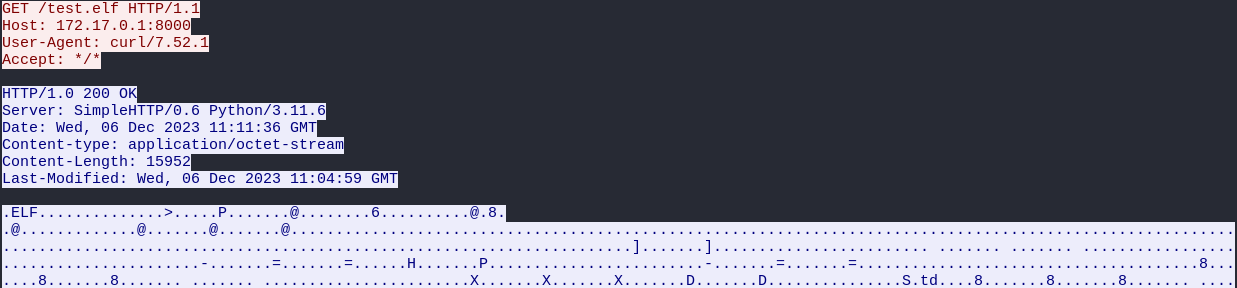 GET /test.elf HTTP/1.1
Host: 172.17.0.1:8000
User-Agent: curl/7.52.1
Accept: */*
HTTP/1.0 200 OK
Server: SimpleHTTP/0.6 Python/3.11.6
Date: Wed, 06 Dec 2023 11:11:36 GMT
Content-type: application/octet-stream
Content-Length: 15952
Last-Modified: Wed, 06 Dec 2023 11:04:59 GMT
.ELF..............>.....P.......@........6..........@.8.
.@.............@.......@.......@.........................................................................................................
......................................................................].......]........................ ....... ....... .................
......................-.......=.......=......H.......P........................-.......=.......=......................................8...
....8.......8....... ....... .......................X.......X.......X.......D.......D...............S.td....8.......8.......8....... ....